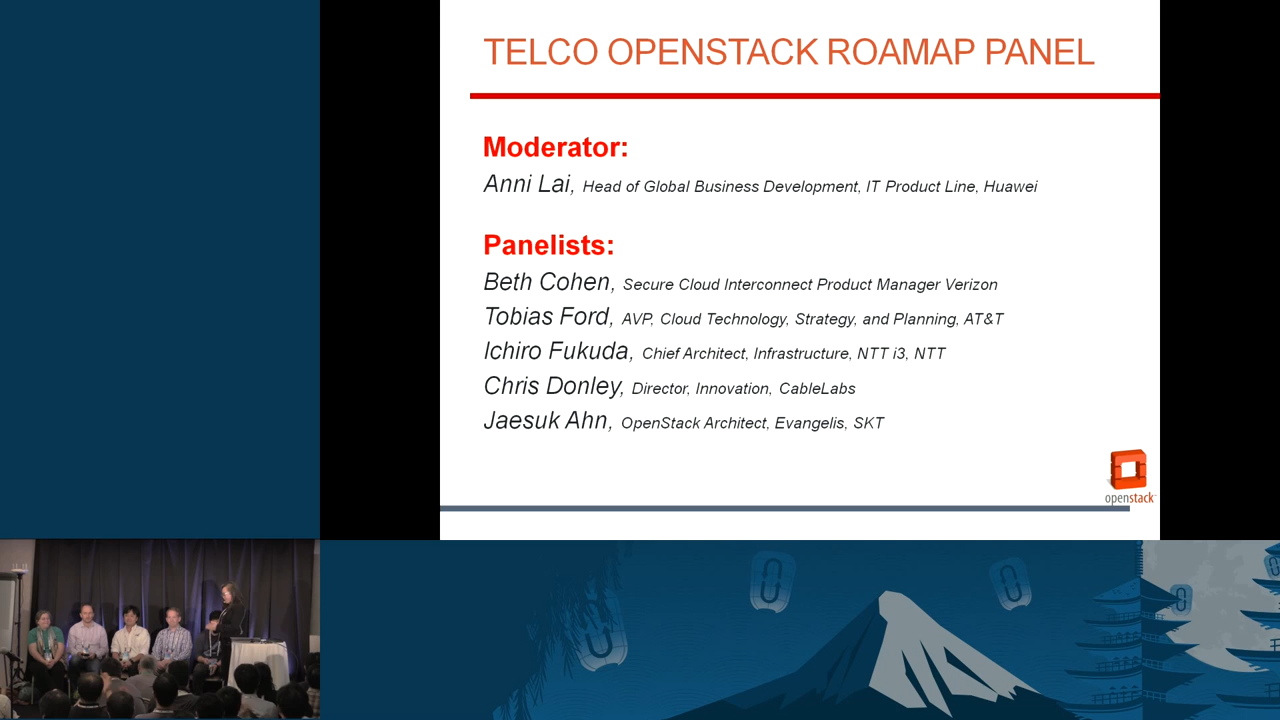 TELCO OPENSTACK ROAMAP PANEL
Moderator:
Anni Lai, Head of Global Business Development, IT Product Line, Huawei
Panelists:
Beth Cohen, Secure Cloud Interconnect Product Manager Verizon
Tobias Ford, AVP, Cloud Technology, Strategy, and Planning, AT&T
Ichiro Fukuda, Chief Architect, Infrastructure, NTT i3, NTT
Chris Donley, Director, Innovation, CableLabs
Jaesuk Ahn, OpenStack Architect, Evangelis, SKT
openstack